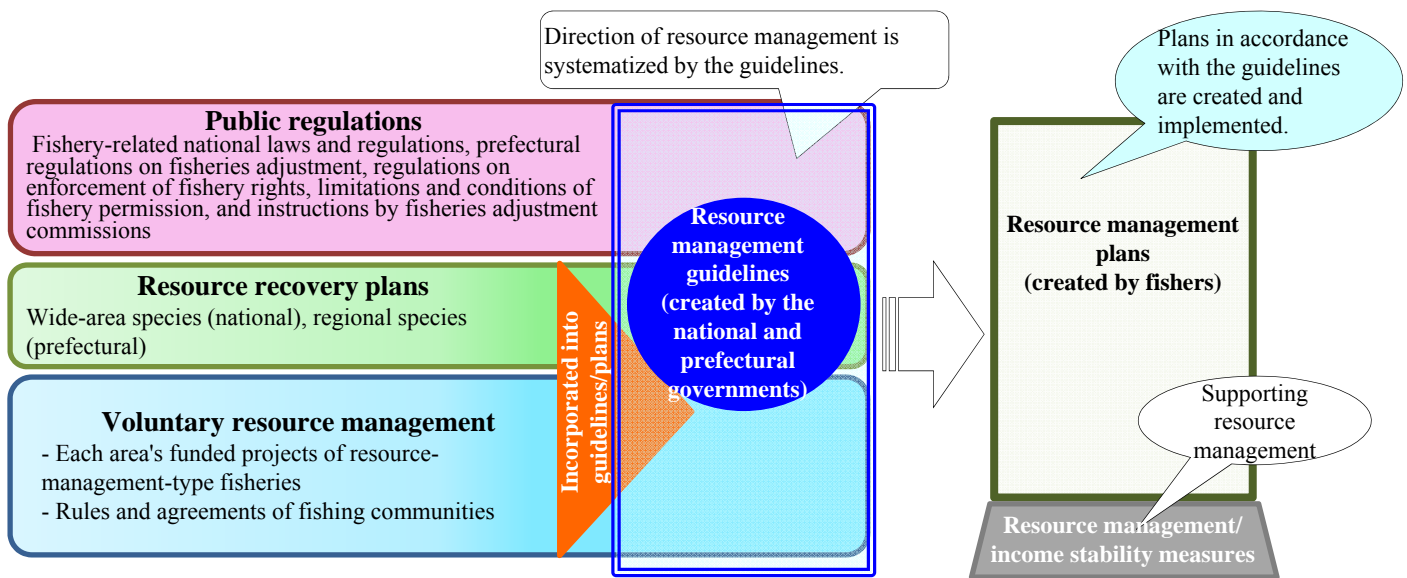 Direction of resource management is
systematized by the guidelines.
Plans in accordance
with the guidelines
are created and
implemented.
Public regulations
Fishery-related national laws and regulations, prefectural
regulations on fisheries adjustment, regulations on
enforcement of fishery rights, limitations and conditions of
fishery permission, and instructions by fisheries adjustment
commissions
Resource recovery plans
Wide-area species (national), regional species
(prefectural)
Voluntary resource management
- Each area's funded projects of resource-
management-type fisheries
- Rules and agreements of fishing communities
Incorporated into
guidelines/plans
Resource
management
guidelines
(created by the
national and
prefectural
governments)
Resource management
plans
(created by fishers)
Supporting
resource
management
Resource management/
income stability measures